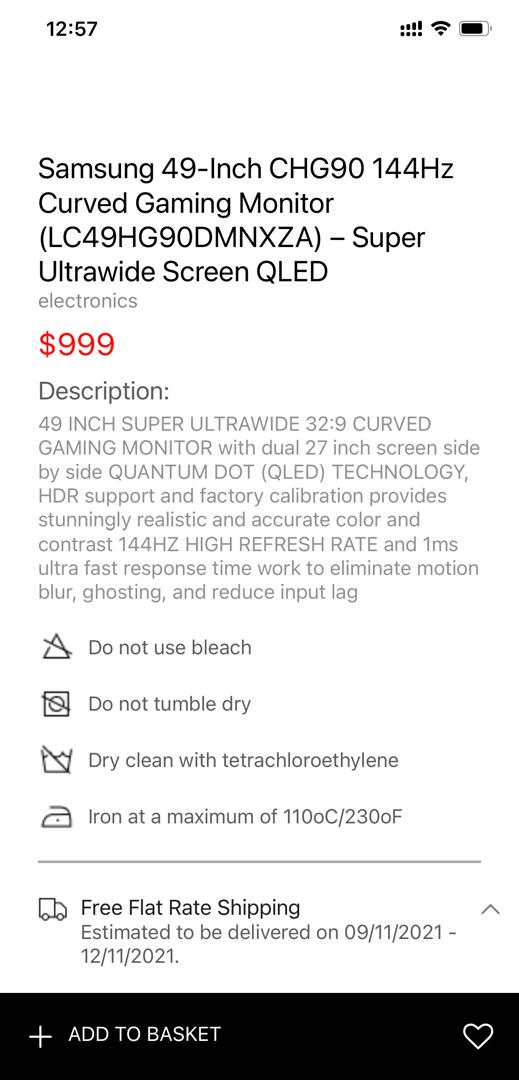 12:57
Samsung 49-Inch CHG90 144Hz
Curved Gaming Monitor
(LC49HG90DMNXZA) – Super
Ultrawide Screen QLED
electronics
$999
Description:
49 INCH SUPER ULTRAWIDE 32:9 CURVED
GAMING MONITOR with dual 27 inch screen side
by side QUANTUM DOT (QLED) TECHNOLOGY,
HDR support and factory calibration provides
stunningly realistic and accurate color and
contrast 144HZ HIGH REFRESH RATE and 1ms
ultra fast response time work to eliminate motion
blur, ghosting, and reduce input lag
Do not use bleach
Do not tumble dry
Dry clean with tetrachloroethylene
Iron at a maximum of 110oC/230oF
Free Flat Rate Shipping
Estimated to be delivered on 09/11/2021 -
12/11/2021.
ADD TO BASKET